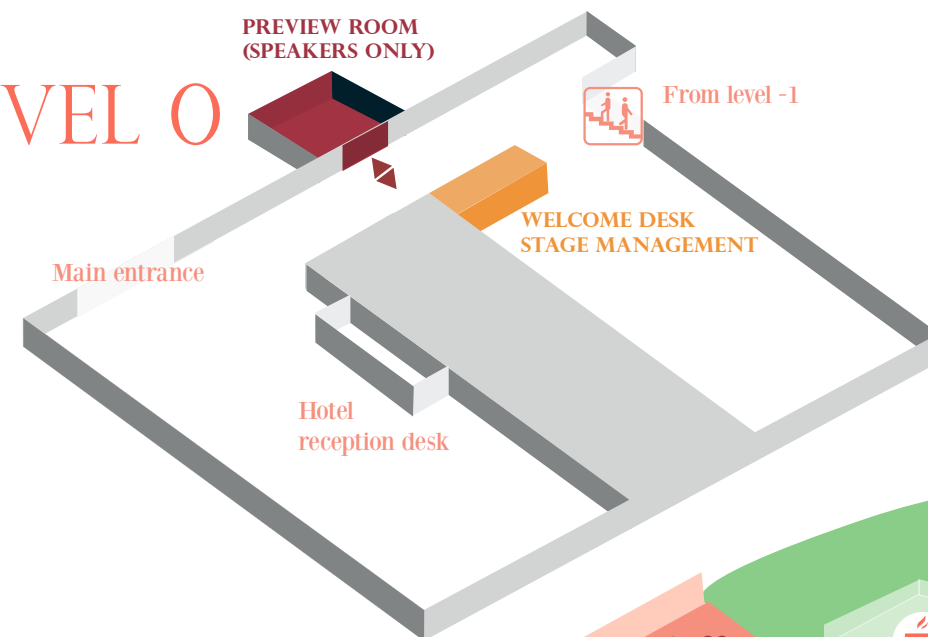 PREVIEW ROOM
(SPEAKERS ONLY)
VEL 0
From level -1
WELCOME DESK
STAGE MANAGEMENT
Main entrance
Hotel
reception desk